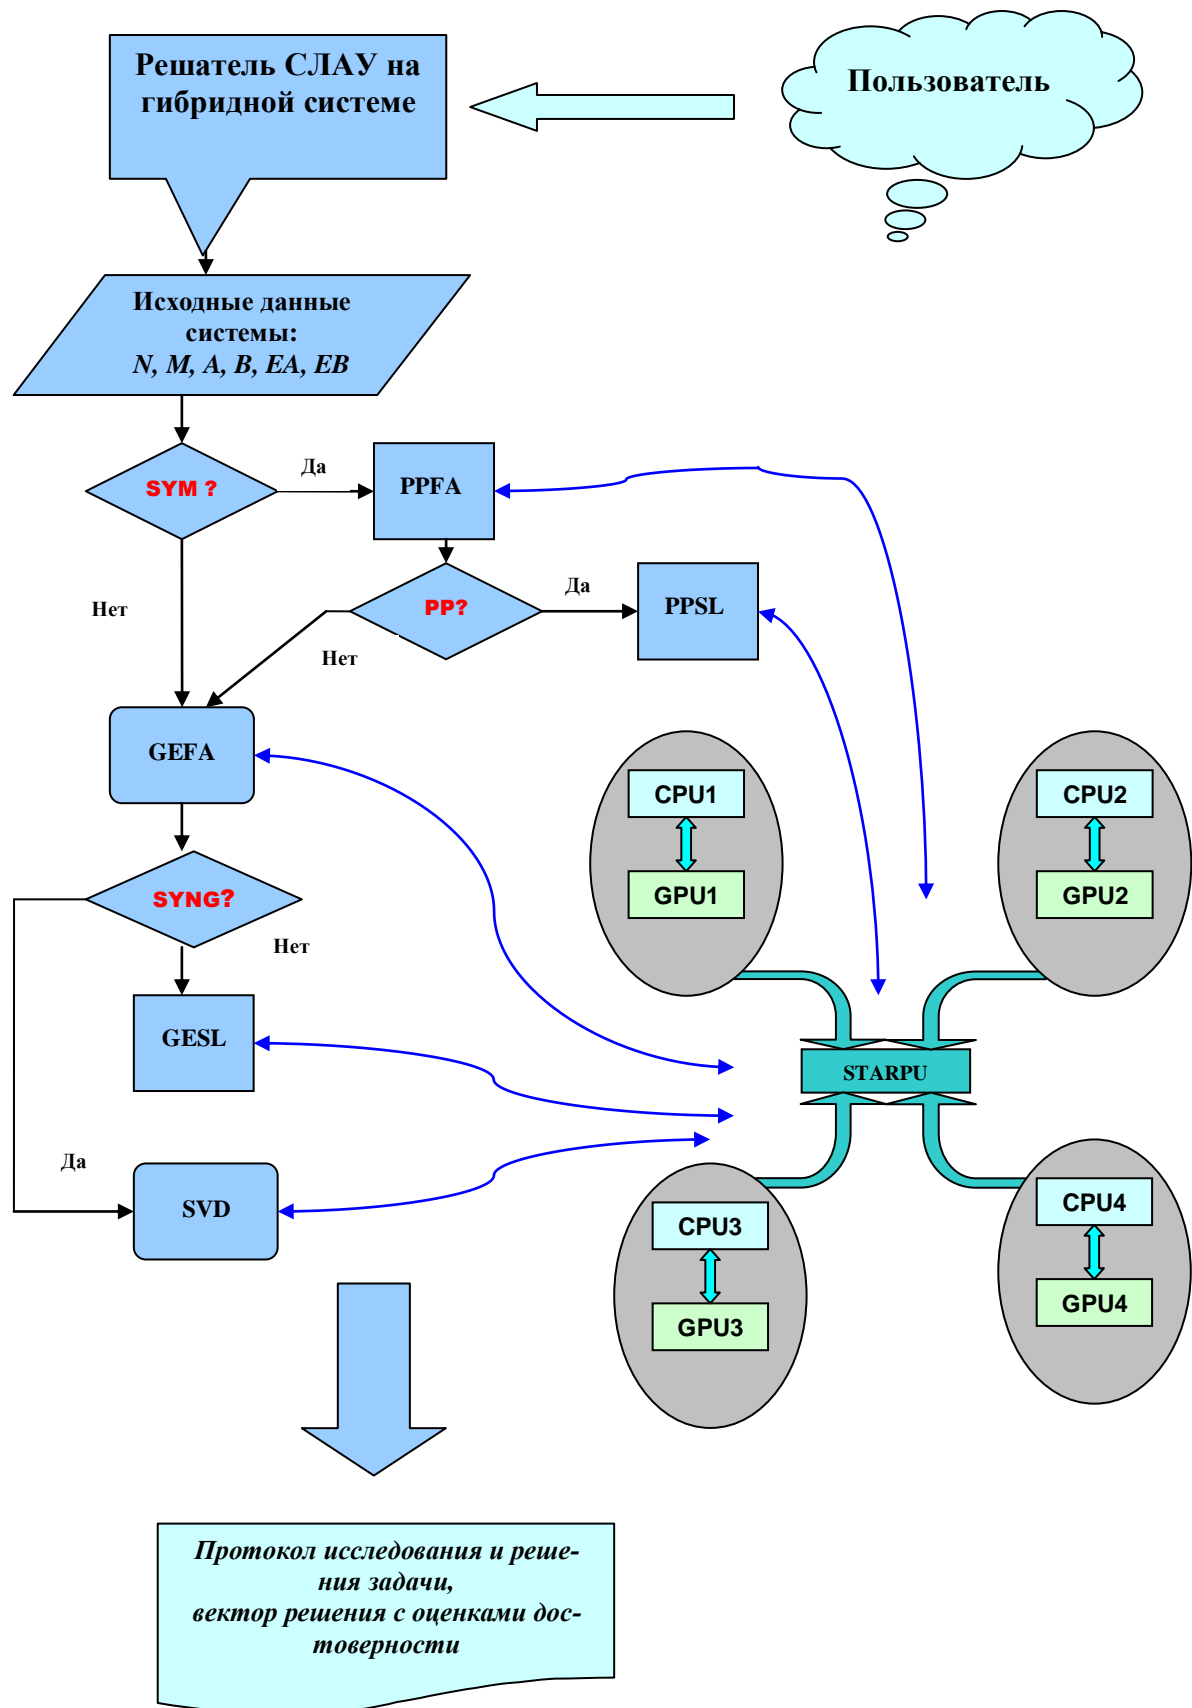 Решатель СЛАУ на
гибридной системе
Пользователь
Исходные данные
системы:
N, M, A, B, EA, EB
SYM ?
Да
PPFA
Нет
PP?
Да
PPSL
Нет
GEFA
SYNG?
Нет
GESL
Да
SVD
CPU1
GPU1
CPU2
GPU2
STARPU
CPU3
GPU3
CPU4
GPU4
Протокол исследования и реше-
ния задачи,
вектор решения с оценками дос-
товерности